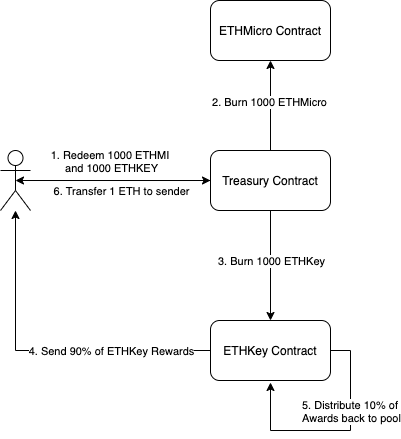 ETHMicro Contract
2. Burn 1000 ETHMicro
1. Redeem 1000 ETHMI
and 1000 ETHKEY
6. Transfer 1 ETH to sender
Treasury Contract
3. Burn 1000 ETHKey
4. Send 90% of ETHKey Rewards
ETHKey Contract
5. Distribute 10% of
Awards back to pool